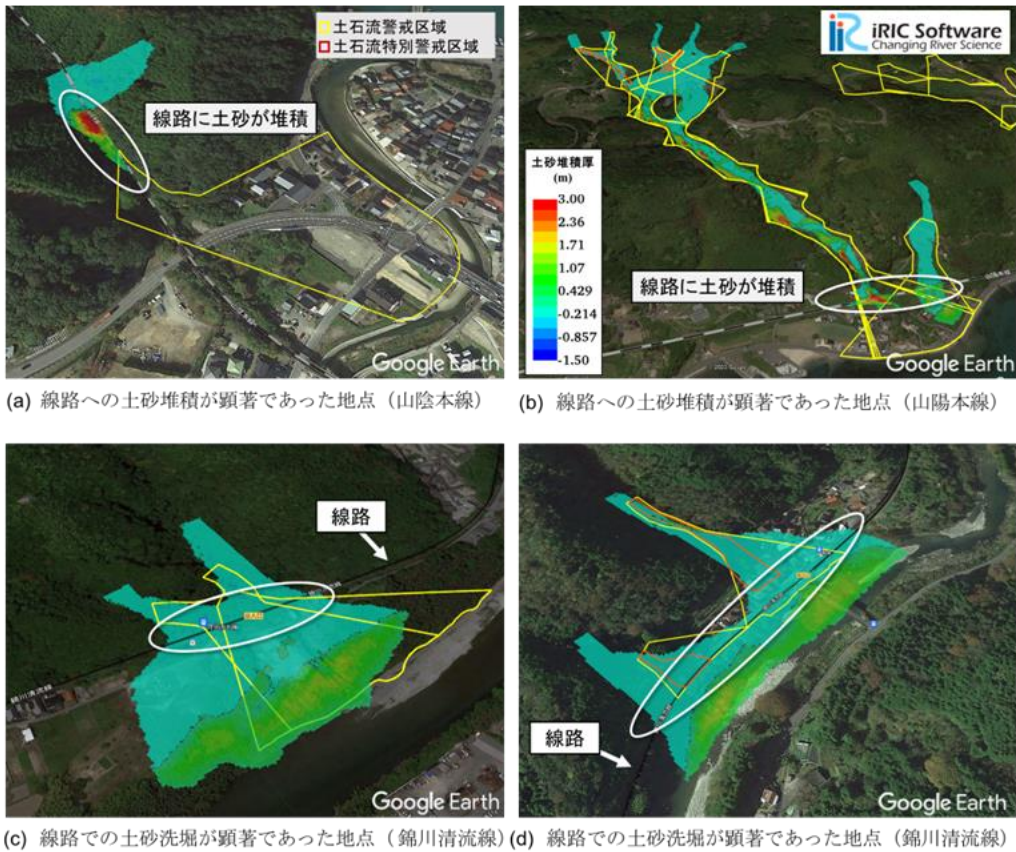 土石流警戒区域
土石流特別警戒区域
線路に土砂が堆積
Google Earth
(a) 線路への土砂堆積が顕著であった地点（山陰本線）
iRIC Software
Changing River Science
土砂堆積厚
(m)
3.00
2.36
1.71
1.07
0.429
-0.214
-0.857
-1.50
線路に土砂が堆積
Google Earth
(b) 線路への土砂堆積が顕著であった地点（山陽本線）
線路
錦川清流線
Google Earth
(c) 線路での土砂洗堀が顕著であった地点（錦川清流線）
線路
Google Earth
(d) 線路での土砂洗堀が顕著であった地点（錦川清流線）